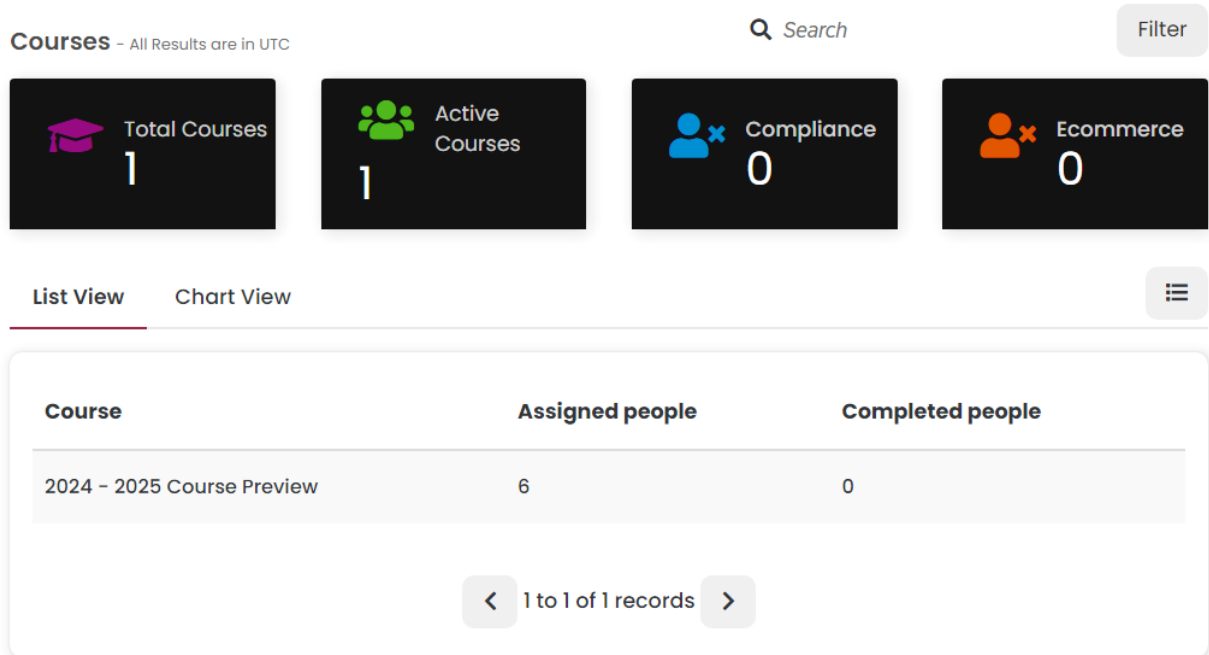 Courses - All Results are in UTC
Search
Filter
Total Courses
1
Active
Courses
1
Compliance
0
Ecommerce
0
List View
Chart View
Course Assigned people Completed people
2024 - 2025 Course Preview 6 0
1 to 1 of 1 records